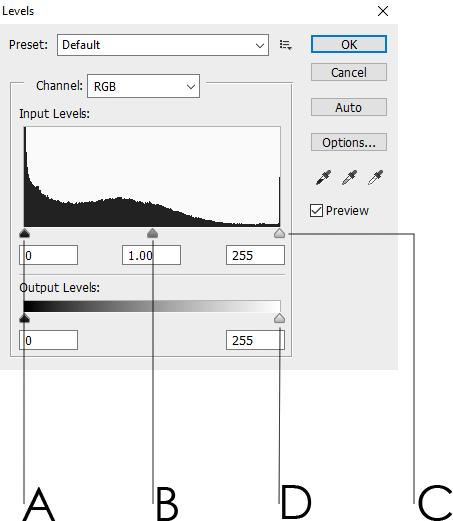 Levels
Preset: Default
OK
Channel: RGB
Cancel
Input Levels:
Auto
Options...
Preview
0 1.00 255
Output Levels:
0 255
A B D C